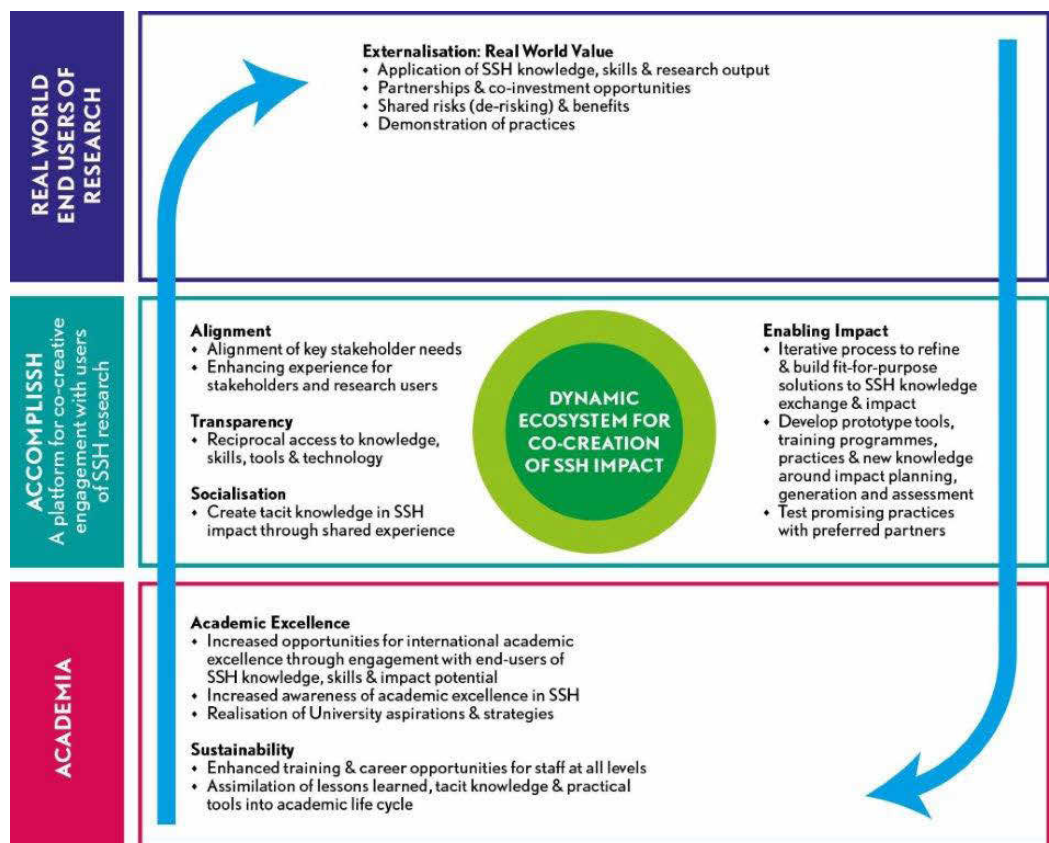 REAL WORLD
END USERS OF
RESEARCH
Externalisation: Real World Value
• Application of SSH knowledge, skills & research output
• Partnerships & co-investment opportunities
• Shared risks (de-risking) & benefits
• Demonstration of practices
ACCOMPLISSH
A platform for co-creative
engagement with users
of SSH research
Alignment
• Alignment of key stakeholder needs
• Enhancing experience for
stakeholders and research users
Transparency
• Reciprocal access to knowledge,
skills, tools & technology
Socialisation
• Create tacit knowledge in SSH
impact through shared experience
DYNAMIC
ECOSYSTEM FOR
CO-CREATION
OF SSH IMPACT
Enabling Impact
• Iterative process to refine
& build fit-for-purpose
solutions to SSH knowledge
exchange & impact
• Develop prototype tools,
training programmes,
practices & new knowledge
around impact planning,
generation and assessment
• Test promising practices
with preferred partners
ACADEMIA
Academic Excellence
• Increased opportunities for international academic
excellence through engagement with end-users of
SSH knowledge, skills & impact potential
• Increased awareness of academic excellence in SSH
• Realisation of University aspirations & strategies
Sustainability
• Enhanced training & career opportunities for staff at all levels
• Assimilation of lessons learned, tacit knowledge & practical
tools into academic life cycle